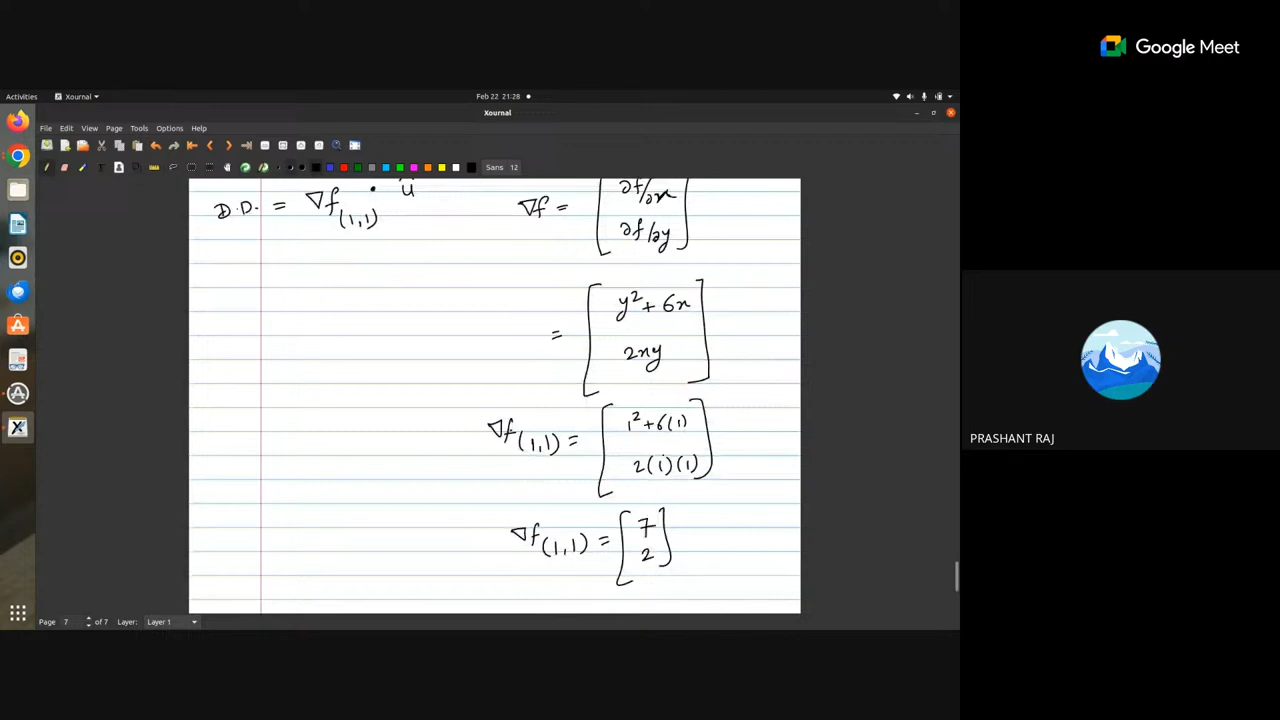 Google Meet
Activities Xournal Feb 22 21:28
Xournal
File Edit View Page Tools Options Help
Sans 12
D.D. = ∇f(1,1) · û
∇f = [∂f/∂x
∂f/∂y]
= [y² + 6x
2xy]
∇f(1,1) = [1² + 6(1)
2(1)(1)]
∇f(1,1) = [7
2]
PRASHANT RAJ
Page 7 of 7 Layer: Layer 1